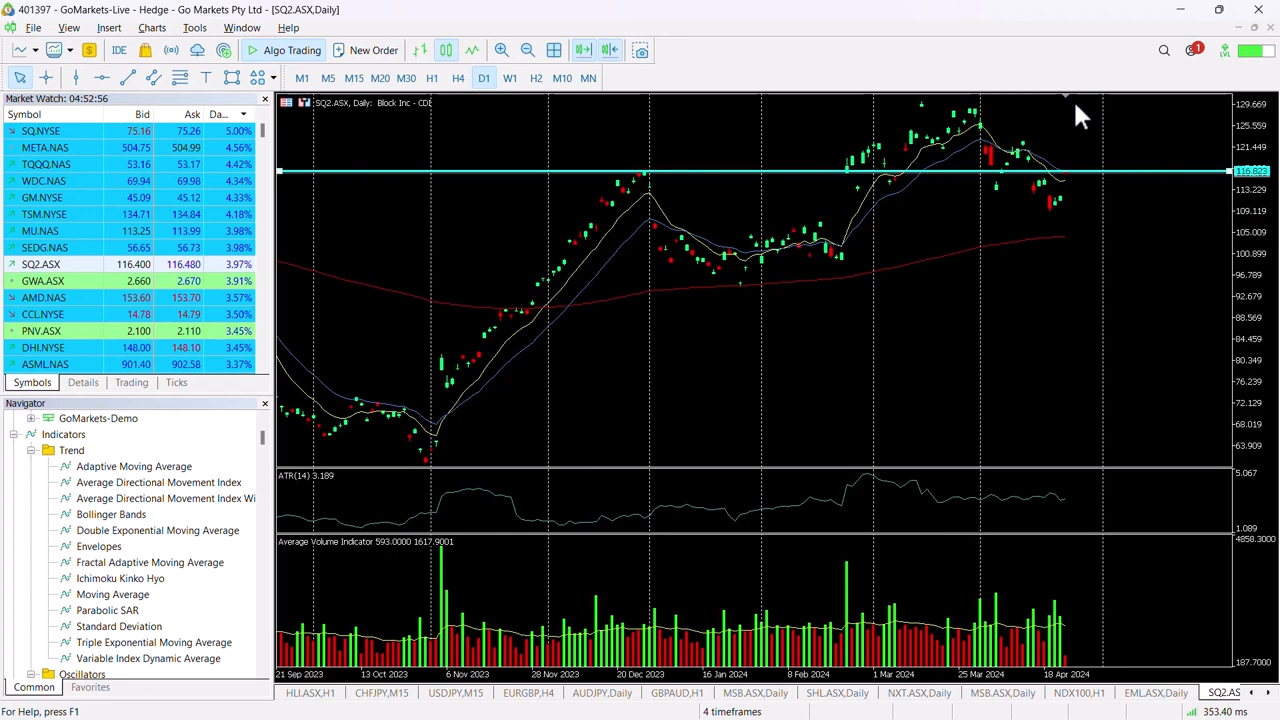 401397 - GoMarkets-Live - Hedge - Go Markets Pty Ltd - [SQ2.ASX,Daily]
File View Insert Charts Tools Window Help
IDE Algo Trading New Order 1 LVL
M1 M5 M15 M20 M30 H1 H4 D1 W1 H2 M10 MN
Market Watch: 04:52:56
Symbol Bid Ask Da...
SQ.NYSE 75.16 75.26 5.00%
META.NAS 504.75 504.99 4.56%
TQQQ.NAS 53.16 53.17 4.42%
WDC.NAS 69.94 69.98 4.34%
GM.NYSE 45.09 45.12 4.33%
TSM.NYSE 134.71 134.84 4.18%
MU.NAS 113.25 113.99 3.98%
SEDG.NAS 56.65 56.73 3.98%
SQ2.ASX 116.400 116.480 3.97%
GWA.ASX 2.660 2.670 3.91%
AMD.NAS 153.60 153.70 3.57%
CCL.NYSE 14.78 14.79 3.50%
PNV.ASX 2.100 2.110 3.45%
DHI.NYSE 148.00 148.10 3.45%
ASML.NAS 901.40 902.58 3.37%
Symbols Details Trading Ticks
Navigator
GoMarkets-Demo
Indicators
Trend
Adaptive Moving Average
Average Directional Movement Index
Average Directional Movement Index Wi
Bollinger Bands
Double Exponential Moving Average
Envelopes
Fractal Adaptive Moving Average
Ichimoku Kinko Hyo
Moving Average
Parabolic SAR
Standard Deviation
Triple Exponential Moving Average
Variable Index Dynamic Average
Oscillators
Common Favorites
SQ2.ASX, Daily: Block Inc - CDI
129.669
125.559
121.449
116.823
113.229
109.119
105.009
100.899
96.789
92.679
88.569
84.459
80.349
76.239
72.129
68.019
63.909
ATR(14) 3.189
5.067
1.089
Average Volume Indicator 593.0000 1617.9001
4858.3000
187.7000
21 Sep 2023 13 Oct 2023 6 Nov 2023 28 Nov 2023 20 Dec 2023 16 Jan 2024 8 Feb 2024 1 Mar 2024 25 Mar 2024 18 Apr 2024
HLI.ASX,H1 CHFJPY,M15 USDJPY,M15 EURGBP,H4 AUDJPY,Daily GBPAUD,H1 MSB.ASX,Daily SHL.ASX,Daily NXT.ASX,Daily MSB.ASX,Daily NDX100,H1 EML.ASX,Daily SQ2.AS
For Help, press F1 4 timeframes 353.40 ms